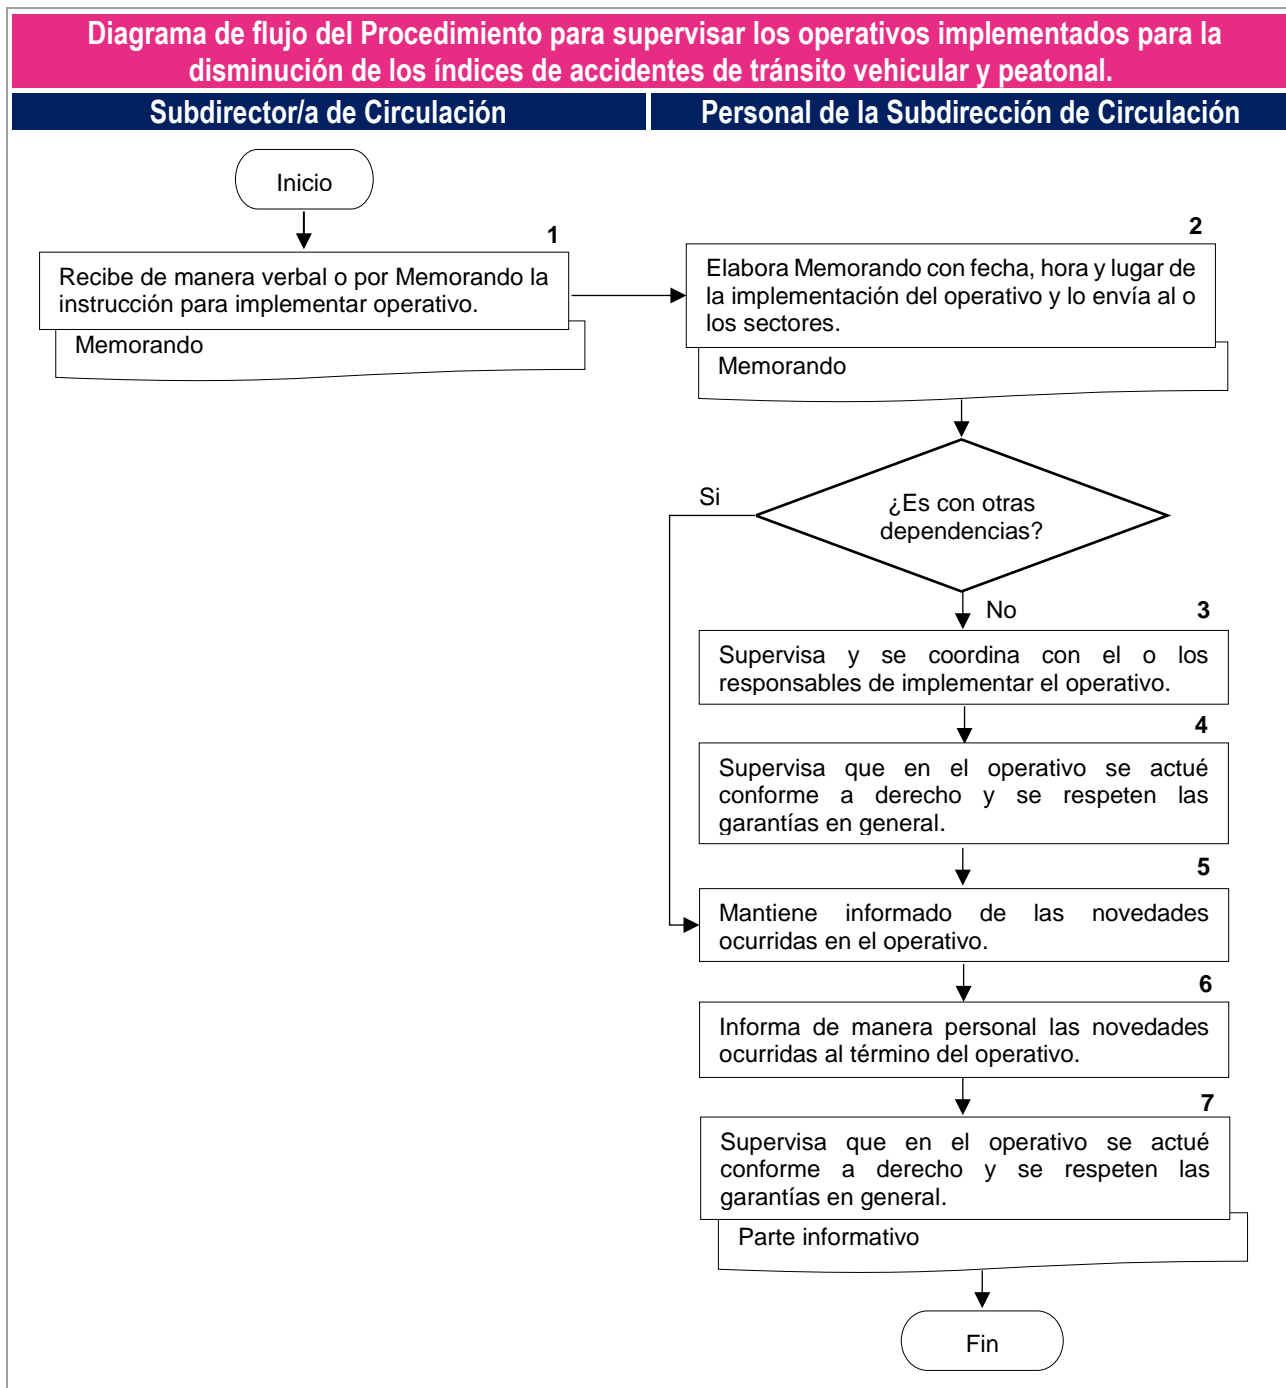 Diagrama de flujo del Procedimiento para supervisar los operativos implementados para la
disminución de los índices de accidentes de tránsito vehicular y peatonal.
Subdirector/a de Circulación
Personal de la Subdirección de Circulación
Inicio
1
Recibe de manera verbal o por Memorando la
instrucción para implementar operativo.
Memorando
2
Elabora Memorando con fecha, hora y lugar de
la implementación del operativo y lo envía al o
los sectores.
Memorando
¿Es con otras
dependencias?
Si
No
3
Supervisa y se coordina con el o los
responsables de implementar el operativo.
4
Supervisa que en el operativo se actué
conforme a derecho y se respeten las
garantías en general.
5
Mantiene informado de las novedades
ocurridas en el operativo.
6
Informa de manera personal las novedades
ocurridas al término del operativo.
7
Supervisa que en el operativo se actué
conforme a derecho y se respeten las
garantías en general.
Parte informativo
Fin